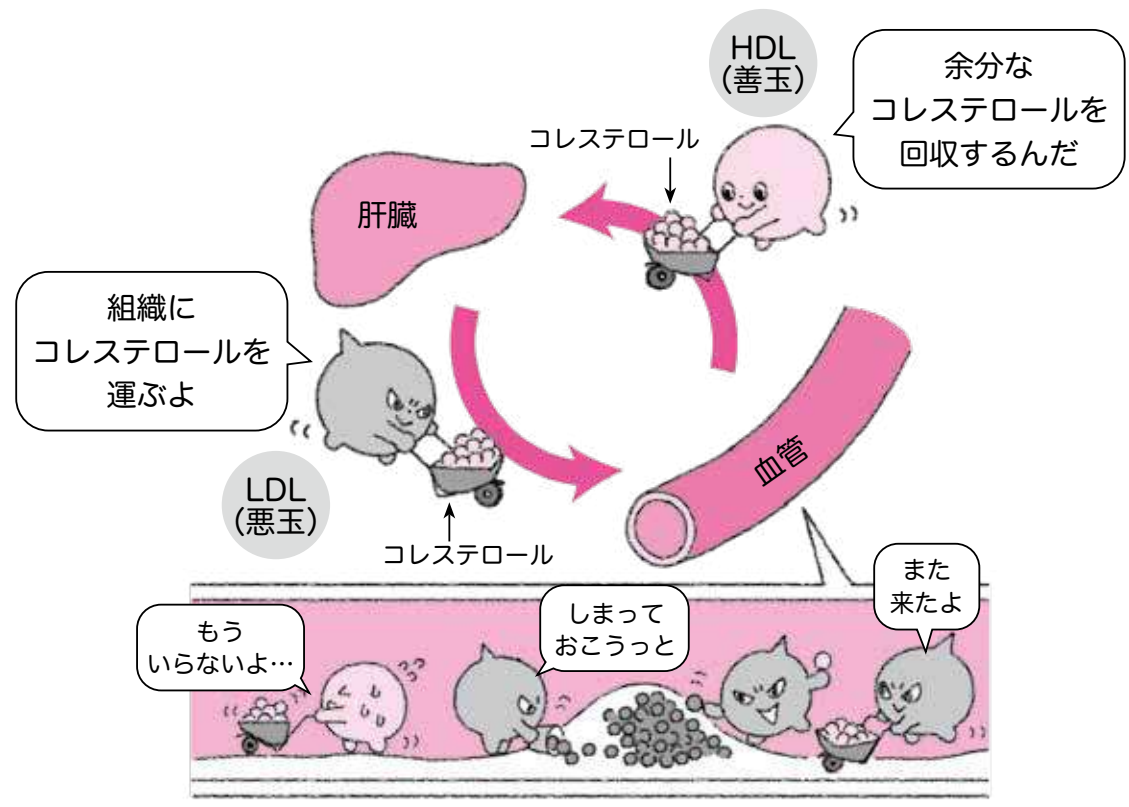 HDL
(善玉)
余分な
コレステロールを
回収するんだ
コレステロール
肝臓
組織に
コレステロールを
運ぶよ
LDL
(悪玉)
コレステロール
血管
また
来たよ
しまって
おこうっと
もう
いらないよ…